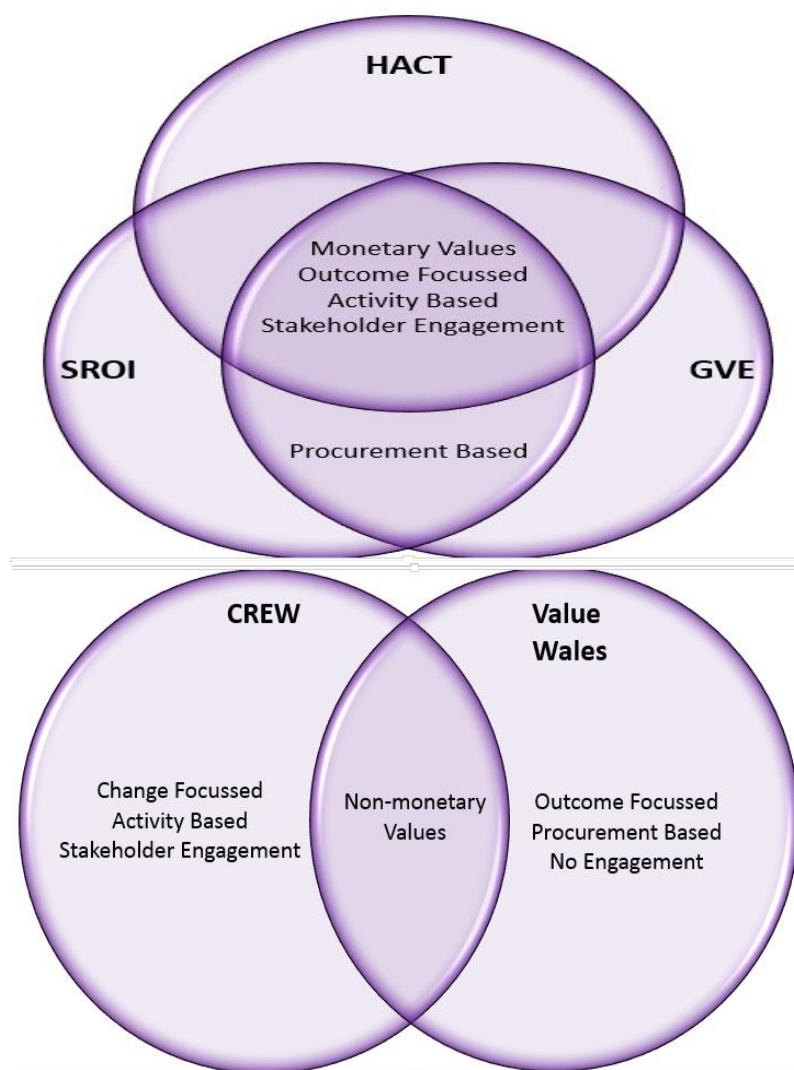 HACT
Monetary Values
Outcome Focussed
Activity Based
Stakeholder Engagement
SROI
GVE
Procurement Based
CREW
Value
Wales
Change Focussed
Activity Based
Stakeholder Engagement
Non-monetary
Values
Outcome Focussed
Procurement Based
No Engagement